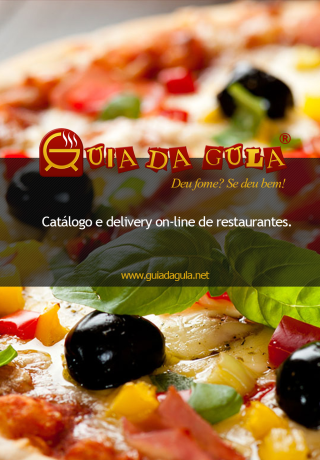 GUIA DA GULA®
Deu fome? Se deu bem!
Catálogo e delivery on-line de restaurantes.
www.guiadagula.net